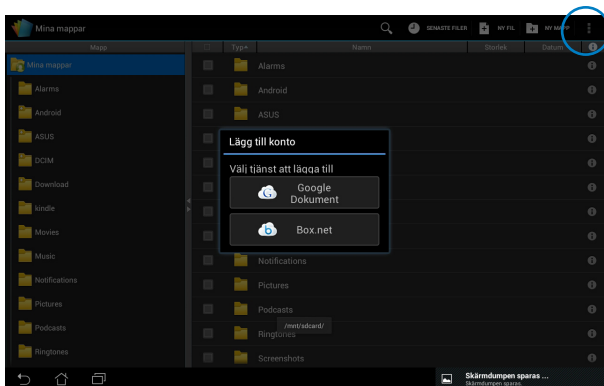 Mina mappar
SENASTE FILER
NY FIL
NY MAPP
Mapp
Typ
Namn
Storlek
Datum
Mina mappar
Alarms
Android
ASUS
DCIM
Download
kindle
Movies
Music
Notifications
Pictures
Podcasts
Ringtones
Alarms
Android
ASUS
Lägg till konto
Välj tjänst att lägga till
Google
Dokument
Box.net
Notifications
Pictures
Podcasts
/mnt/sdcard/
Ringtones
Screenshots
Skärmdumpen sparas ...
Skärmdumpen sparas.